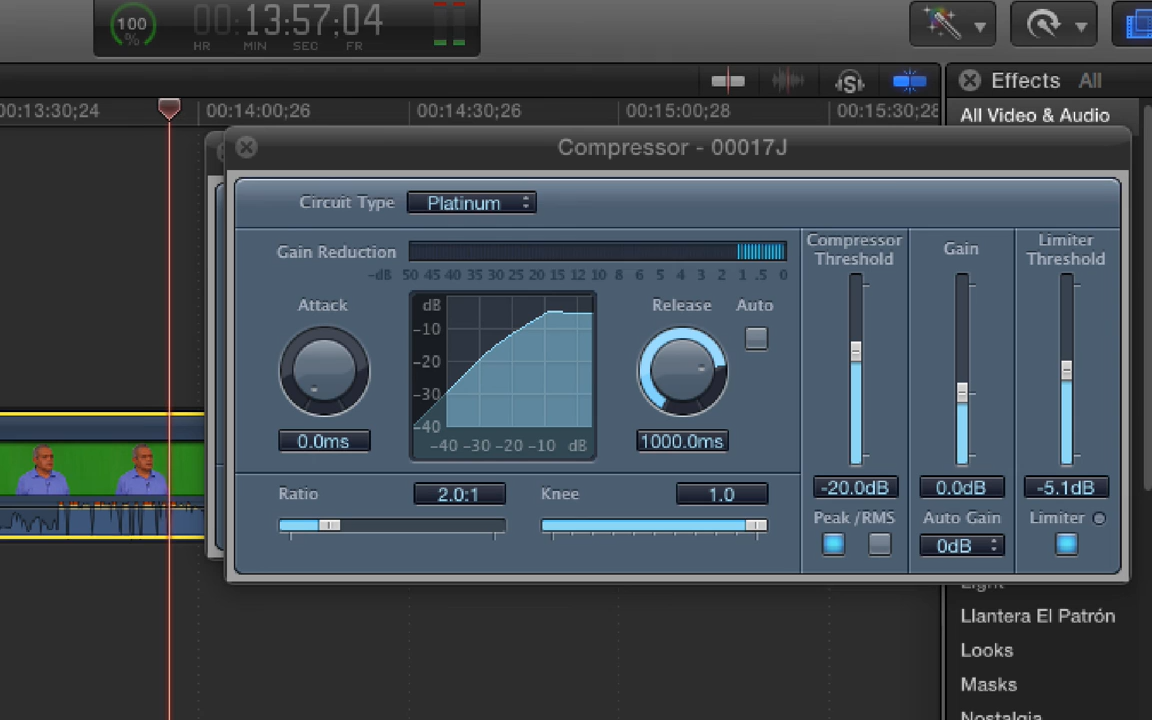 100
%
00:13:57;04
HR MIN SEC FR
00:13:30;24
00:14:00;26
00:14:30;26
00:15:00;28
00:15:30;28
Effects All
All Video & Audio
Compressor - 00017J
Circuit Type Platinum
Gain Reduction
-dB 50 45 40 35 30 25 20 15 12 10 8 6 5 4 3 2 1 .5 0
Attack
0.0ms
dB
-10
-20
-30
-40
-40 -30 -20 -10 dB
Release Auto
1000.0ms
Ratio 2.0:1
Knee 1.0
Compressor
Threshold
-20.0dB
Peak /RMS
Gain
0.0dB
Auto Gain
0dB
Limiter
Threshold
-5.1dB
Limiter
Light
Llantera El Patrón
Looks
Masks
Nostalgia